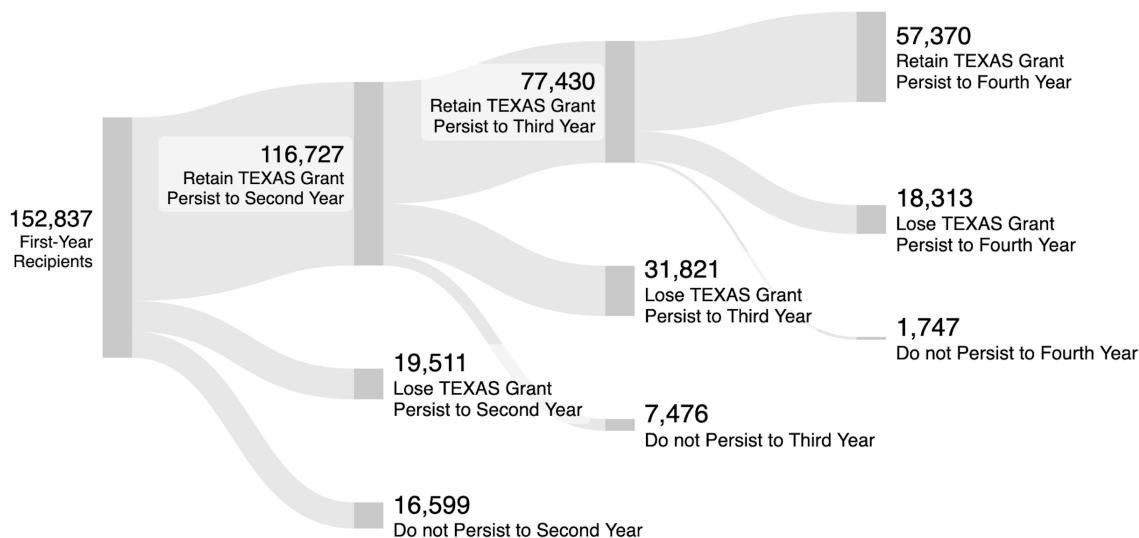 152,837
First-Year
Recipients
116,727
Retain TEXAS Grant
Persist to Second Year
19,511
Lose TEXAS Grant
Persist to Second Year
16,599
Do not Persist to Second Year
77,430
Retain TEXAS Grant
Persist to Third Year
31,821
Lose TEXAS Grant
Persist to Third Year
7,476
Do not Persist to Third Year
57,370
Retain TEXAS Grant
Persist to Fourth Year
18,313
Lose TEXAS Grant
Persist to Fourth Year
1,747
Do not Persist to Fourth Year